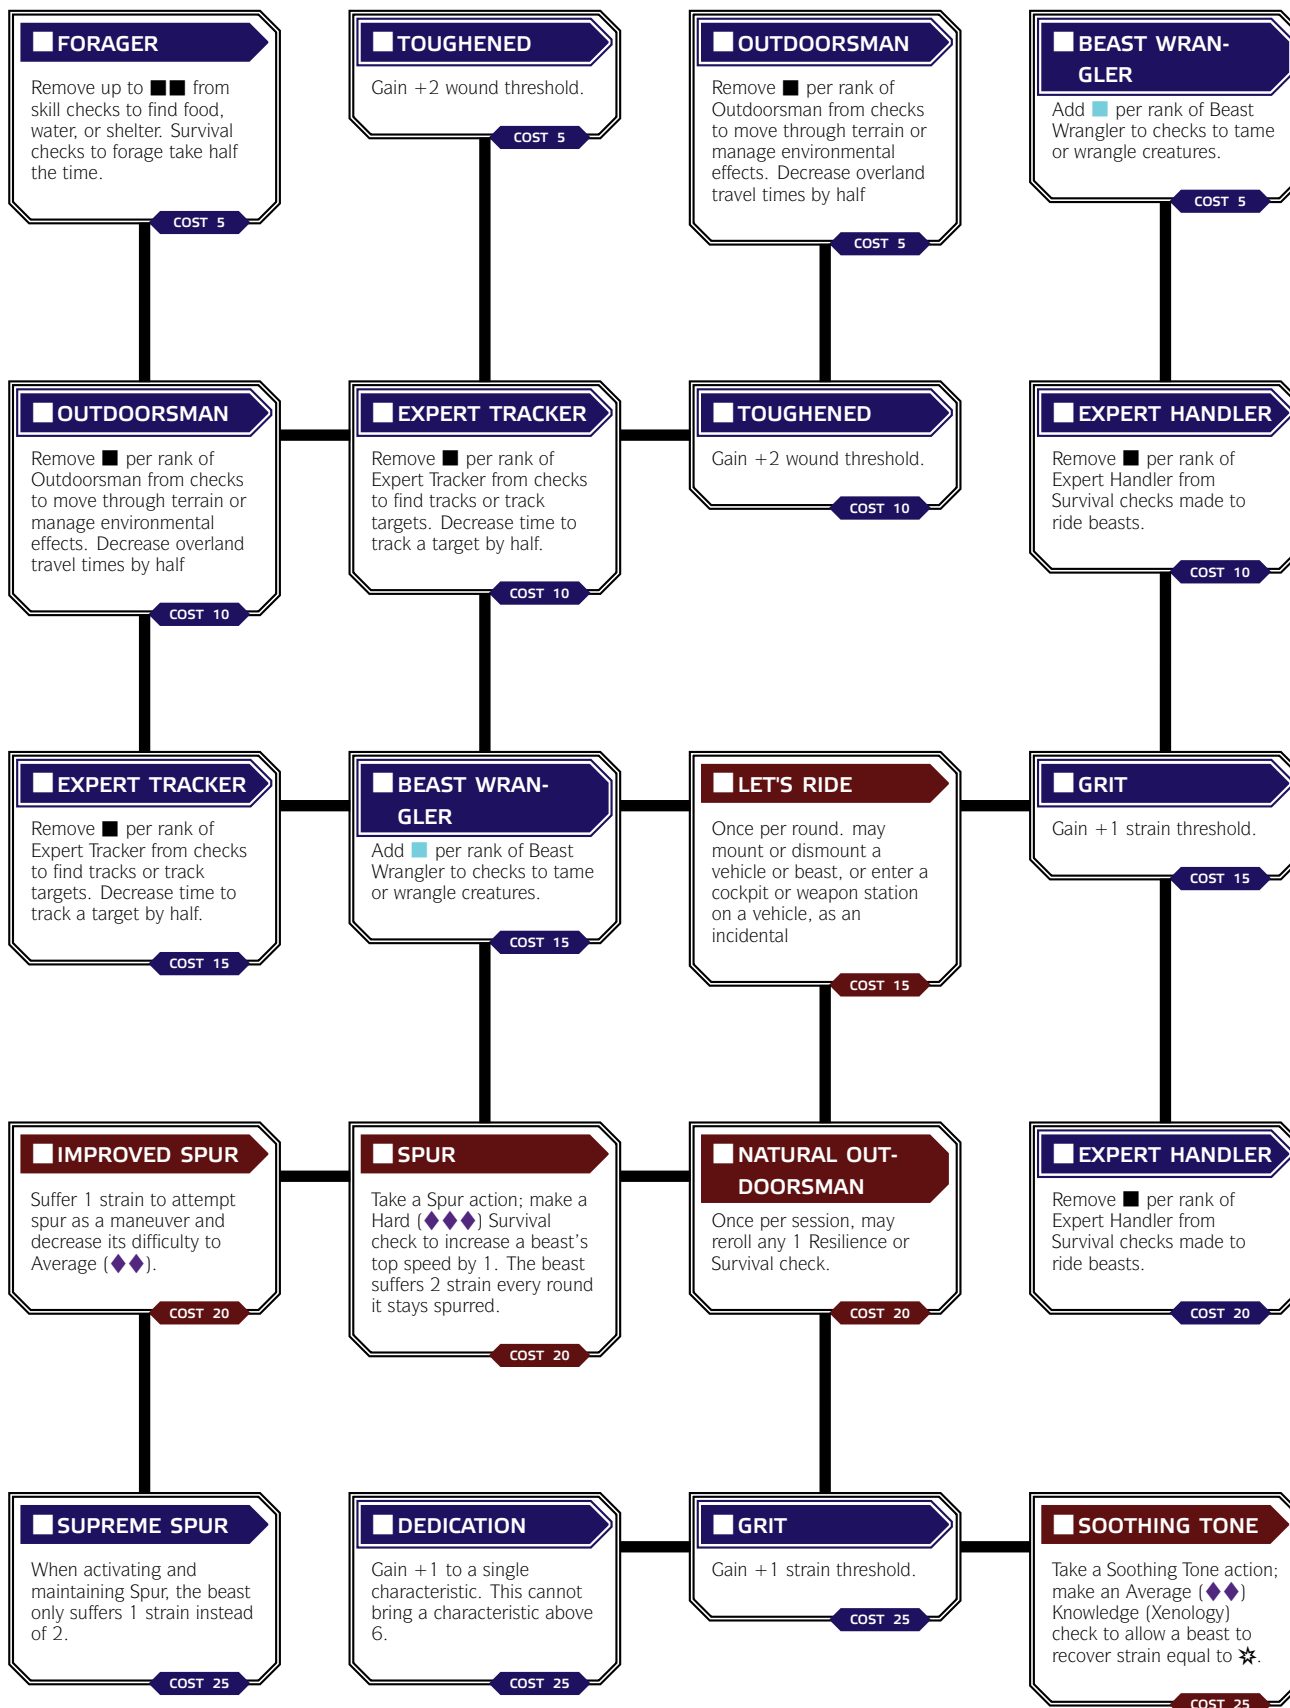 FORAGER
Remove up to ■■ from
skill checks to find food,
water, or shelter. Survival
checks to forage take half
the time.
COST 5
TOUGHENED
Gain +2 wound threshold.
COST 5
OUTDOORSMAN
Remove ■ per rank of
Outdoorsman from checks
to move through terrain or
manage environmental
effects. Decrease overland
travel times by half
COST 5
BEAST WRAN-
GLER
Add ■ per rank of Beast
Wrangler to checks to tame
or wrangle creatures.
COST 5
OUTDOORSMAN
Remove ■ per rank of
Outdoorsman from checks
to move through terrain or
manage environmental
effects. Decrease overland
travel times by half
COST 10
EXPERT TRACKER
Remove ■ per rank of
Expert Tracker from checks
to find tracks or track
targets. Decrease time to
track a target by half.
COST 10
TOUGHENED
Gain +2 wound threshold.
COST 10
EXPERT HANDLER
Remove ■ per rank of
Expert Handler from
Survival checks made to
ride beasts.
COST 10
EXPERT TRACKER
Remove ■ per rank of
Expert Tracker from checks
to find tracks or track
targets. Decrease time to
track a target by half.
COST 15
BEAST WRAN-
GLER
Add ■ per rank of Beast
Wrangler to checks to tame
or wrangle creatures.
COST 15
LET'S RIDE
Once per round. may
mount or dismount a
vehicle or beast, or enter a
cockpit or weapon station
on a vehicle, as an
incidental
COST 15
GRIT
Gain +1 strain threshold.
COST 15
IMPROVED SPUR
Suffer 1 strain to attempt
spur as a maneuver and
decrease its difficulty to
Average (◆◆).
COST 20
SPUR
Take a Spur action; make a
Hard (◆◆◆) Survival
check to increase a beast's
top speed by 1. The beast
suffers 2 strain every round
it stays spurred.
COST 20
NATURAL OUT-
DOORSMAN
Once per session, may
reroll any 1 Resilience or
Survival check.
COST 20
EXPERT HANDLER
Remove ■ per rank of
Expert Handler from
Survival checks made to
ride beasts.
COST 20
SUPREME SPUR
When activating and
maintaining Spur, the beast
only suffers 1 strain instead
of 2.
COST 25
DEDICATION
Gain +1 to a single
characteristic. This cannot
bring a characteristic above
6.
COST 25
GRIT
Gain +1 strain threshold.
COST 25
SOOTHING TONE
Take a Soothing Tone action;
make an Average (◆◆)
Knowledge (Xenology)
check to allow a beast to
recover strain equal to ✡.
COST 25